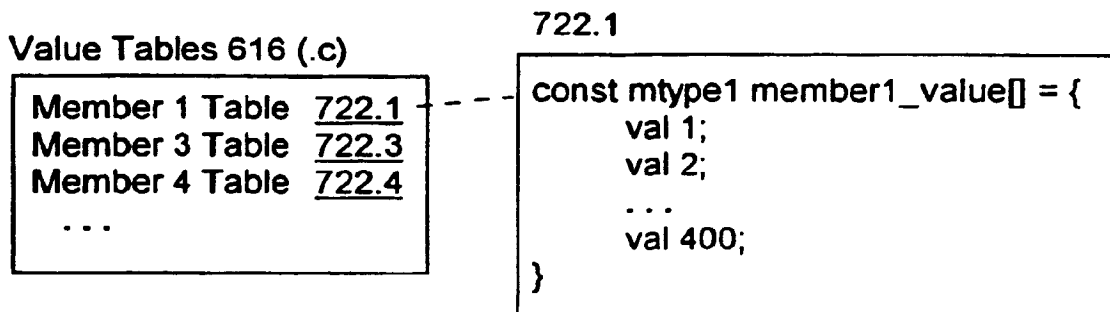 Value Tables 616 (.c)
Member 1 Table 722.1
Member 3 Table 722.3
Member 4 Table 722.4
. . .
722.1
const mtype1 member1_value[] = {
val 1;
val 2;
. . .
val 400;
}